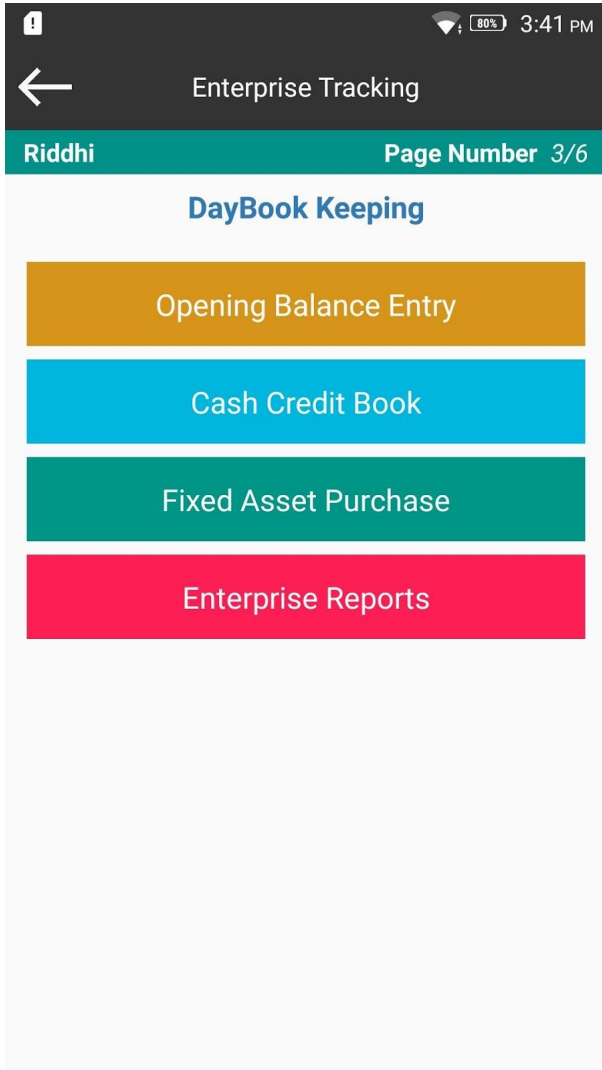 ! 80% 3:41 PM
Enterprise Tracking
Riddhi Page Number 3/6
DayBook Keeping
Opening Balance Entry
Cash Credit Book
Fixed Asset Purchase
Enterprise Reports